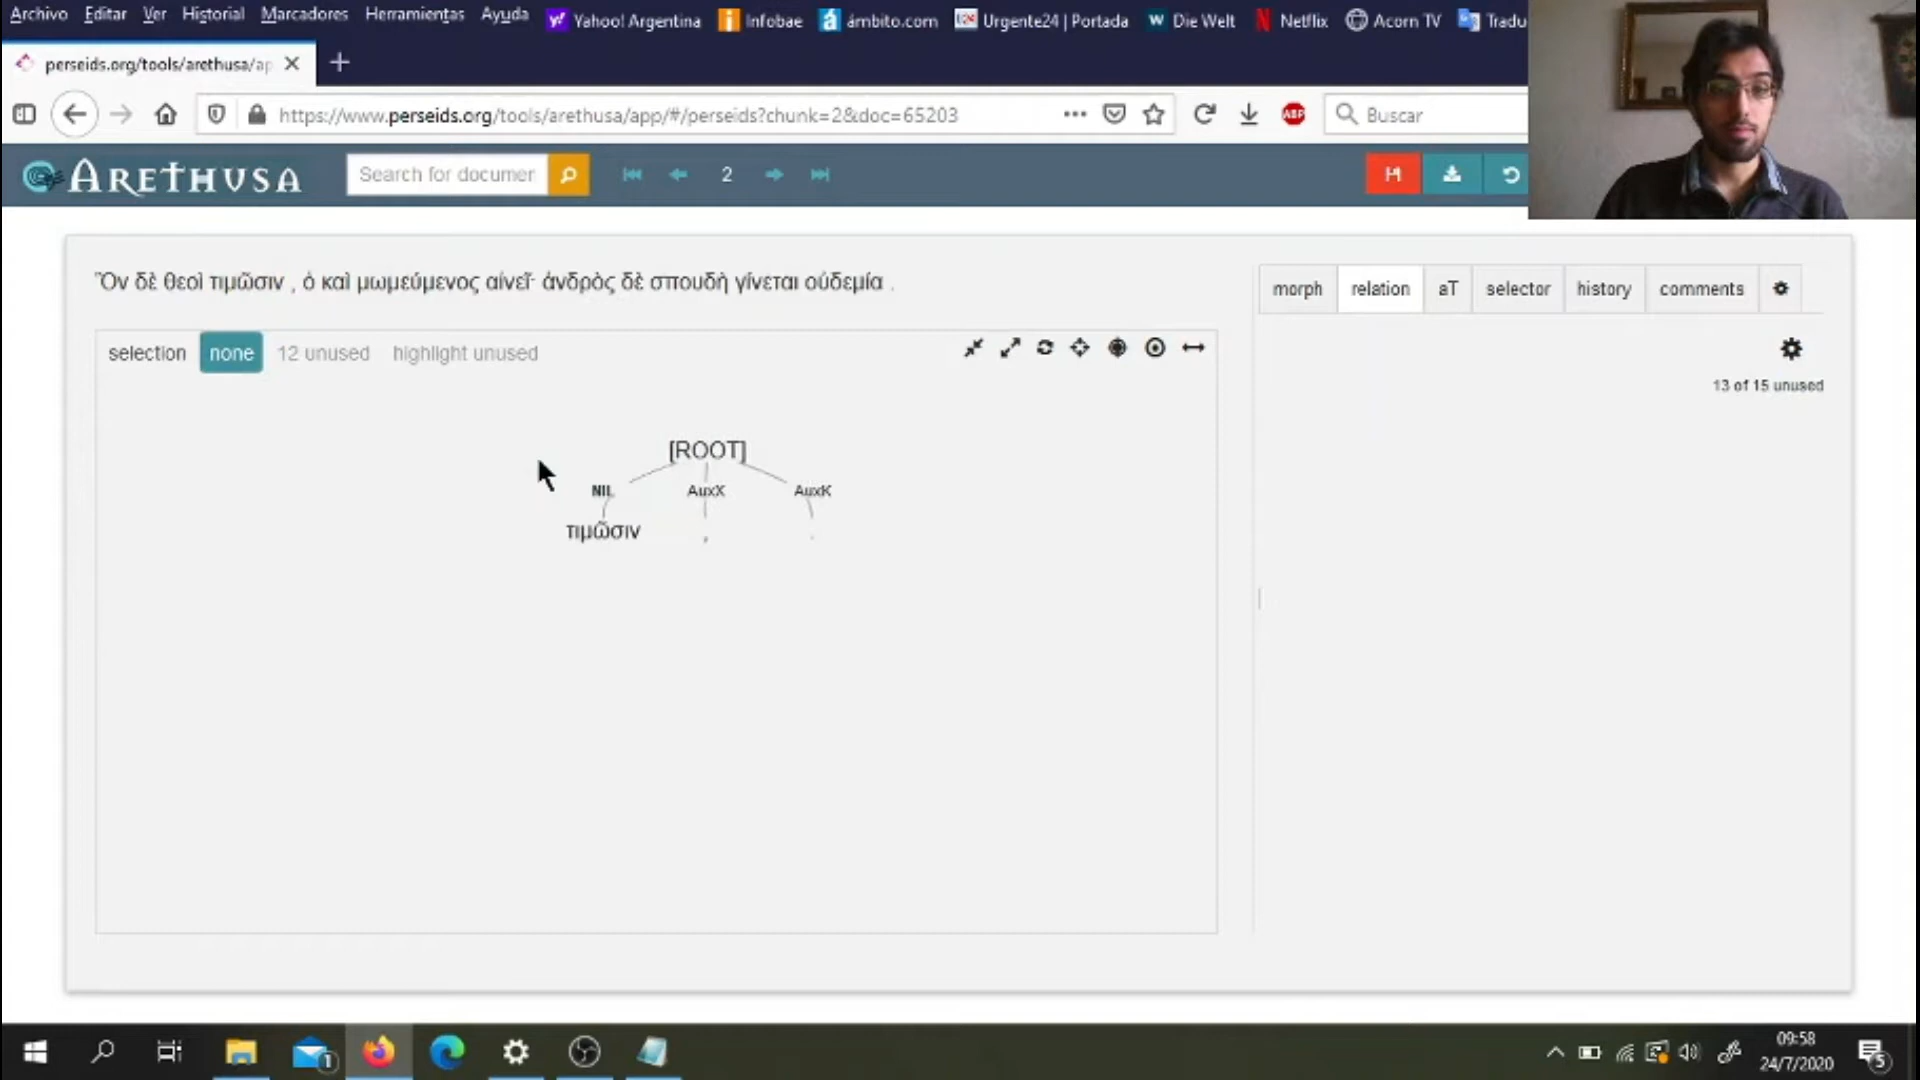 Archivo Editar Ver Historial Marcadores Herramientas Ayuda Yahoo! Argentina Infobae ámbito.com Urgente24 | Portada Die Welt Netflix Acorn TV Tradu
perseids.org/tools/arethusa/ap
https://www.perseids.org/tools/arethusa/app/#/perseids?chunk=2&doc=65203 ABP Buscar
ARETHUSA Search for documen 2
Ὃν δὲ θεοὶ τιμῶσιν , ὁ καὶ μωμεύμενος αἰνεῖ· ἀνδρὸς δὲ σπουδὴ γίνεται οὐδεμία .
morph relation aT selector history comments
selection none 12 unused highlight unused
13 of 15 unused
[ROOT]
NIL AuxX AuxK
τιμῶσιν , .
1
09:58
24/7/2020
5